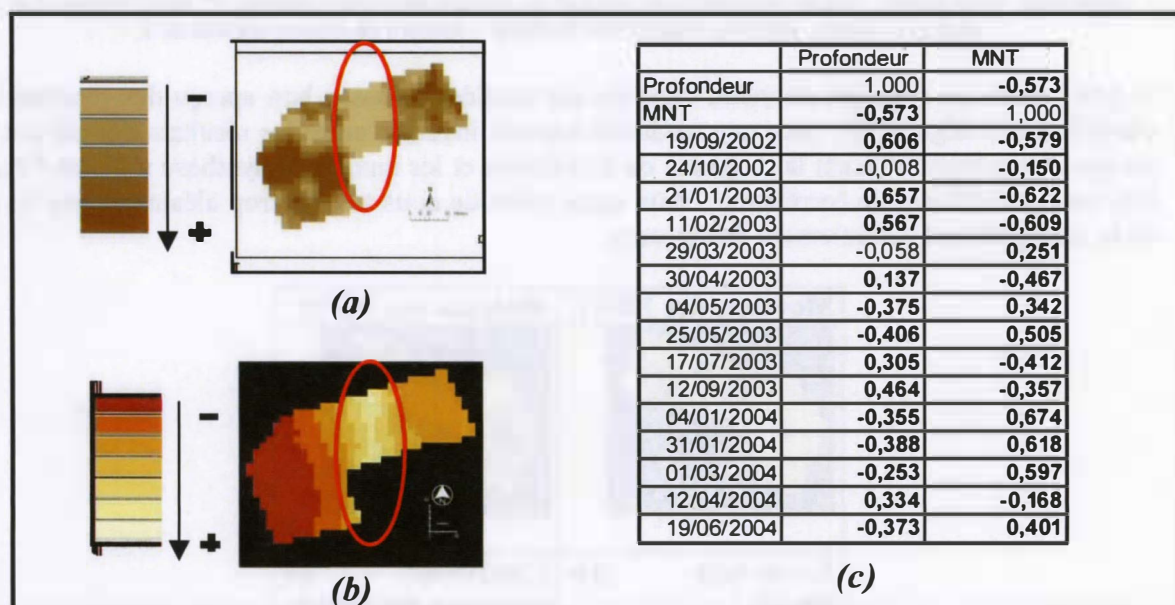 +
(a)
-
+
(b)
Profondeur MNT
Profondeur 1,000 -0,573
MNT -0,573 1,000
19/09/2002 0,606 -0,579
24/10/2002 -0,008 -0,150
21/01/2003 0,657 -0,622
11/02/2003 0,567 -0,609
29/03/2003 -0,058 0,251
30/04/2003 0,137 -0,467
04/05/2003 -0,375 0,342
25/05/2003 -0,406 0,505
17/07/2003 0,305 -0,412
12/09/2003 0,464 -0,357
04/01/2004 -0,355 0,674
31/01/2004 -0,388 0,618
01/03/2004 -0,253 0,597
12/04/2004 0,334 -0,168
19/06/2004 -0,373 0,401
(c)